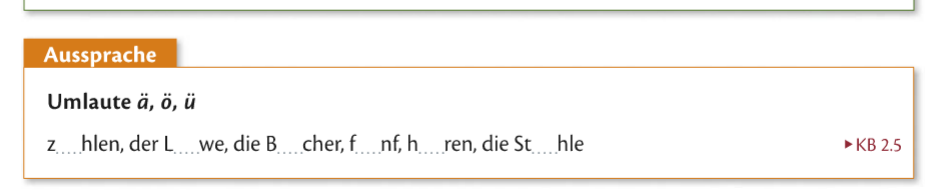 Aussprache
Umlaute ä, ö, ü
z.....hlen, der L.....we, die B.....cher, f.....nf, h.....ren, die St.....hle
▸ KB 2.5